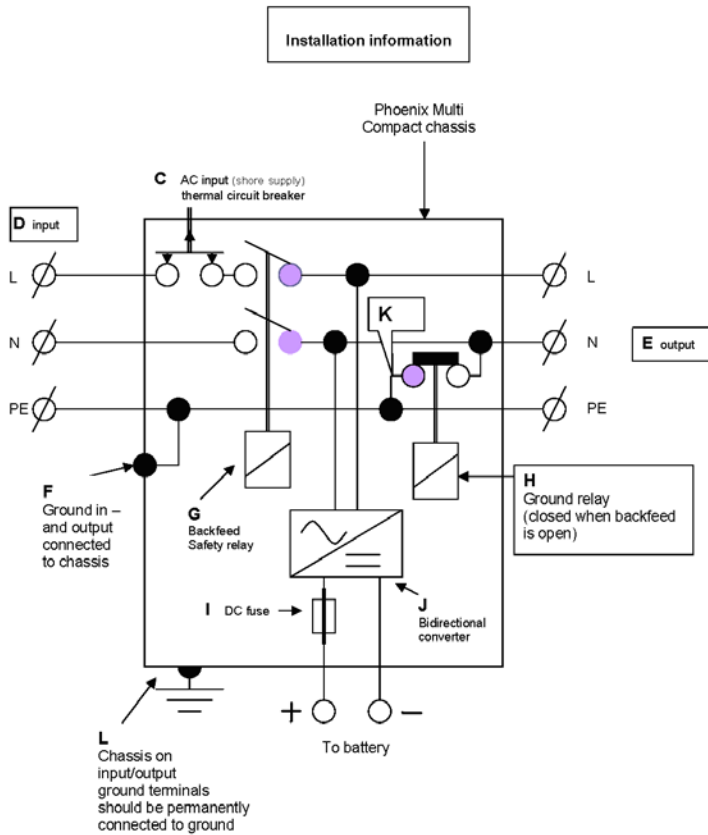 Installation information
Phoenix Multi
Compact chassis
C AC input (shore supply)
thermal circuit breaker
D input
L
L
K
N
N
E output
PE
PE
F
Ground in –
and output
connected
to chassis
G
Backfeed
Safety relay
H
Ground relay
(closed when backfeed
is open)
I DC fuse
J
Bidirectional
converter
+
–
To battery
L
Chassis on
input/output
ground terminals
should be permanently
connected to ground